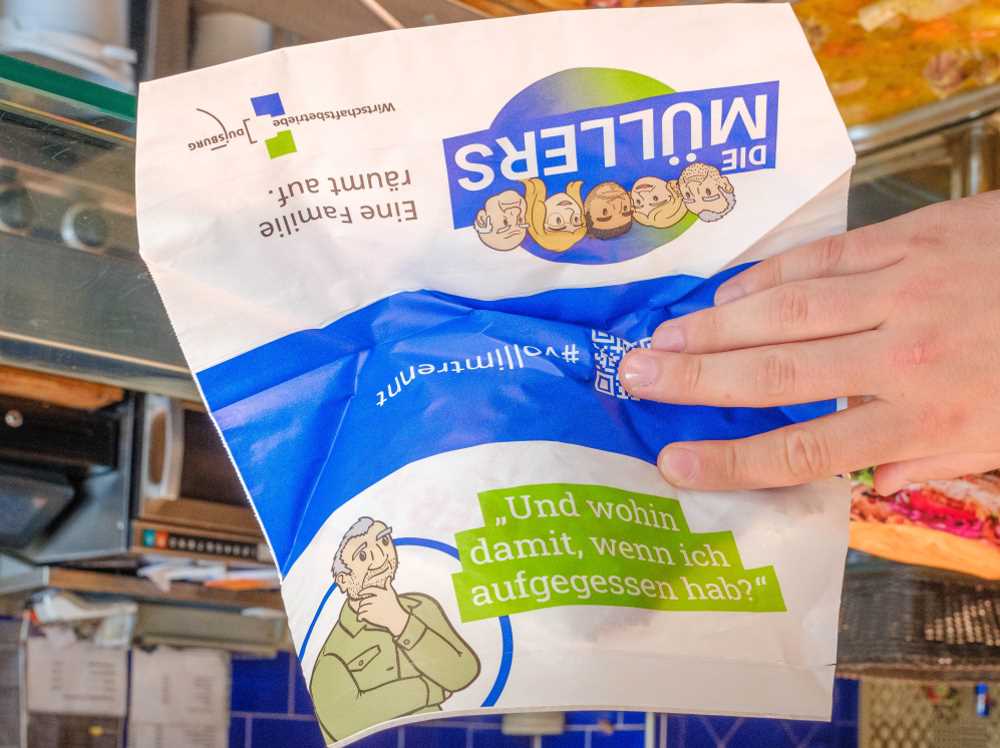 „Und wohin
damit, wenn ich
aufgegessen hab?“
#vollimtrennt
DIE
MÜLLERS
Eine Familie
räumt auf.
Wirtschaftsbetriebe
DUISBURG